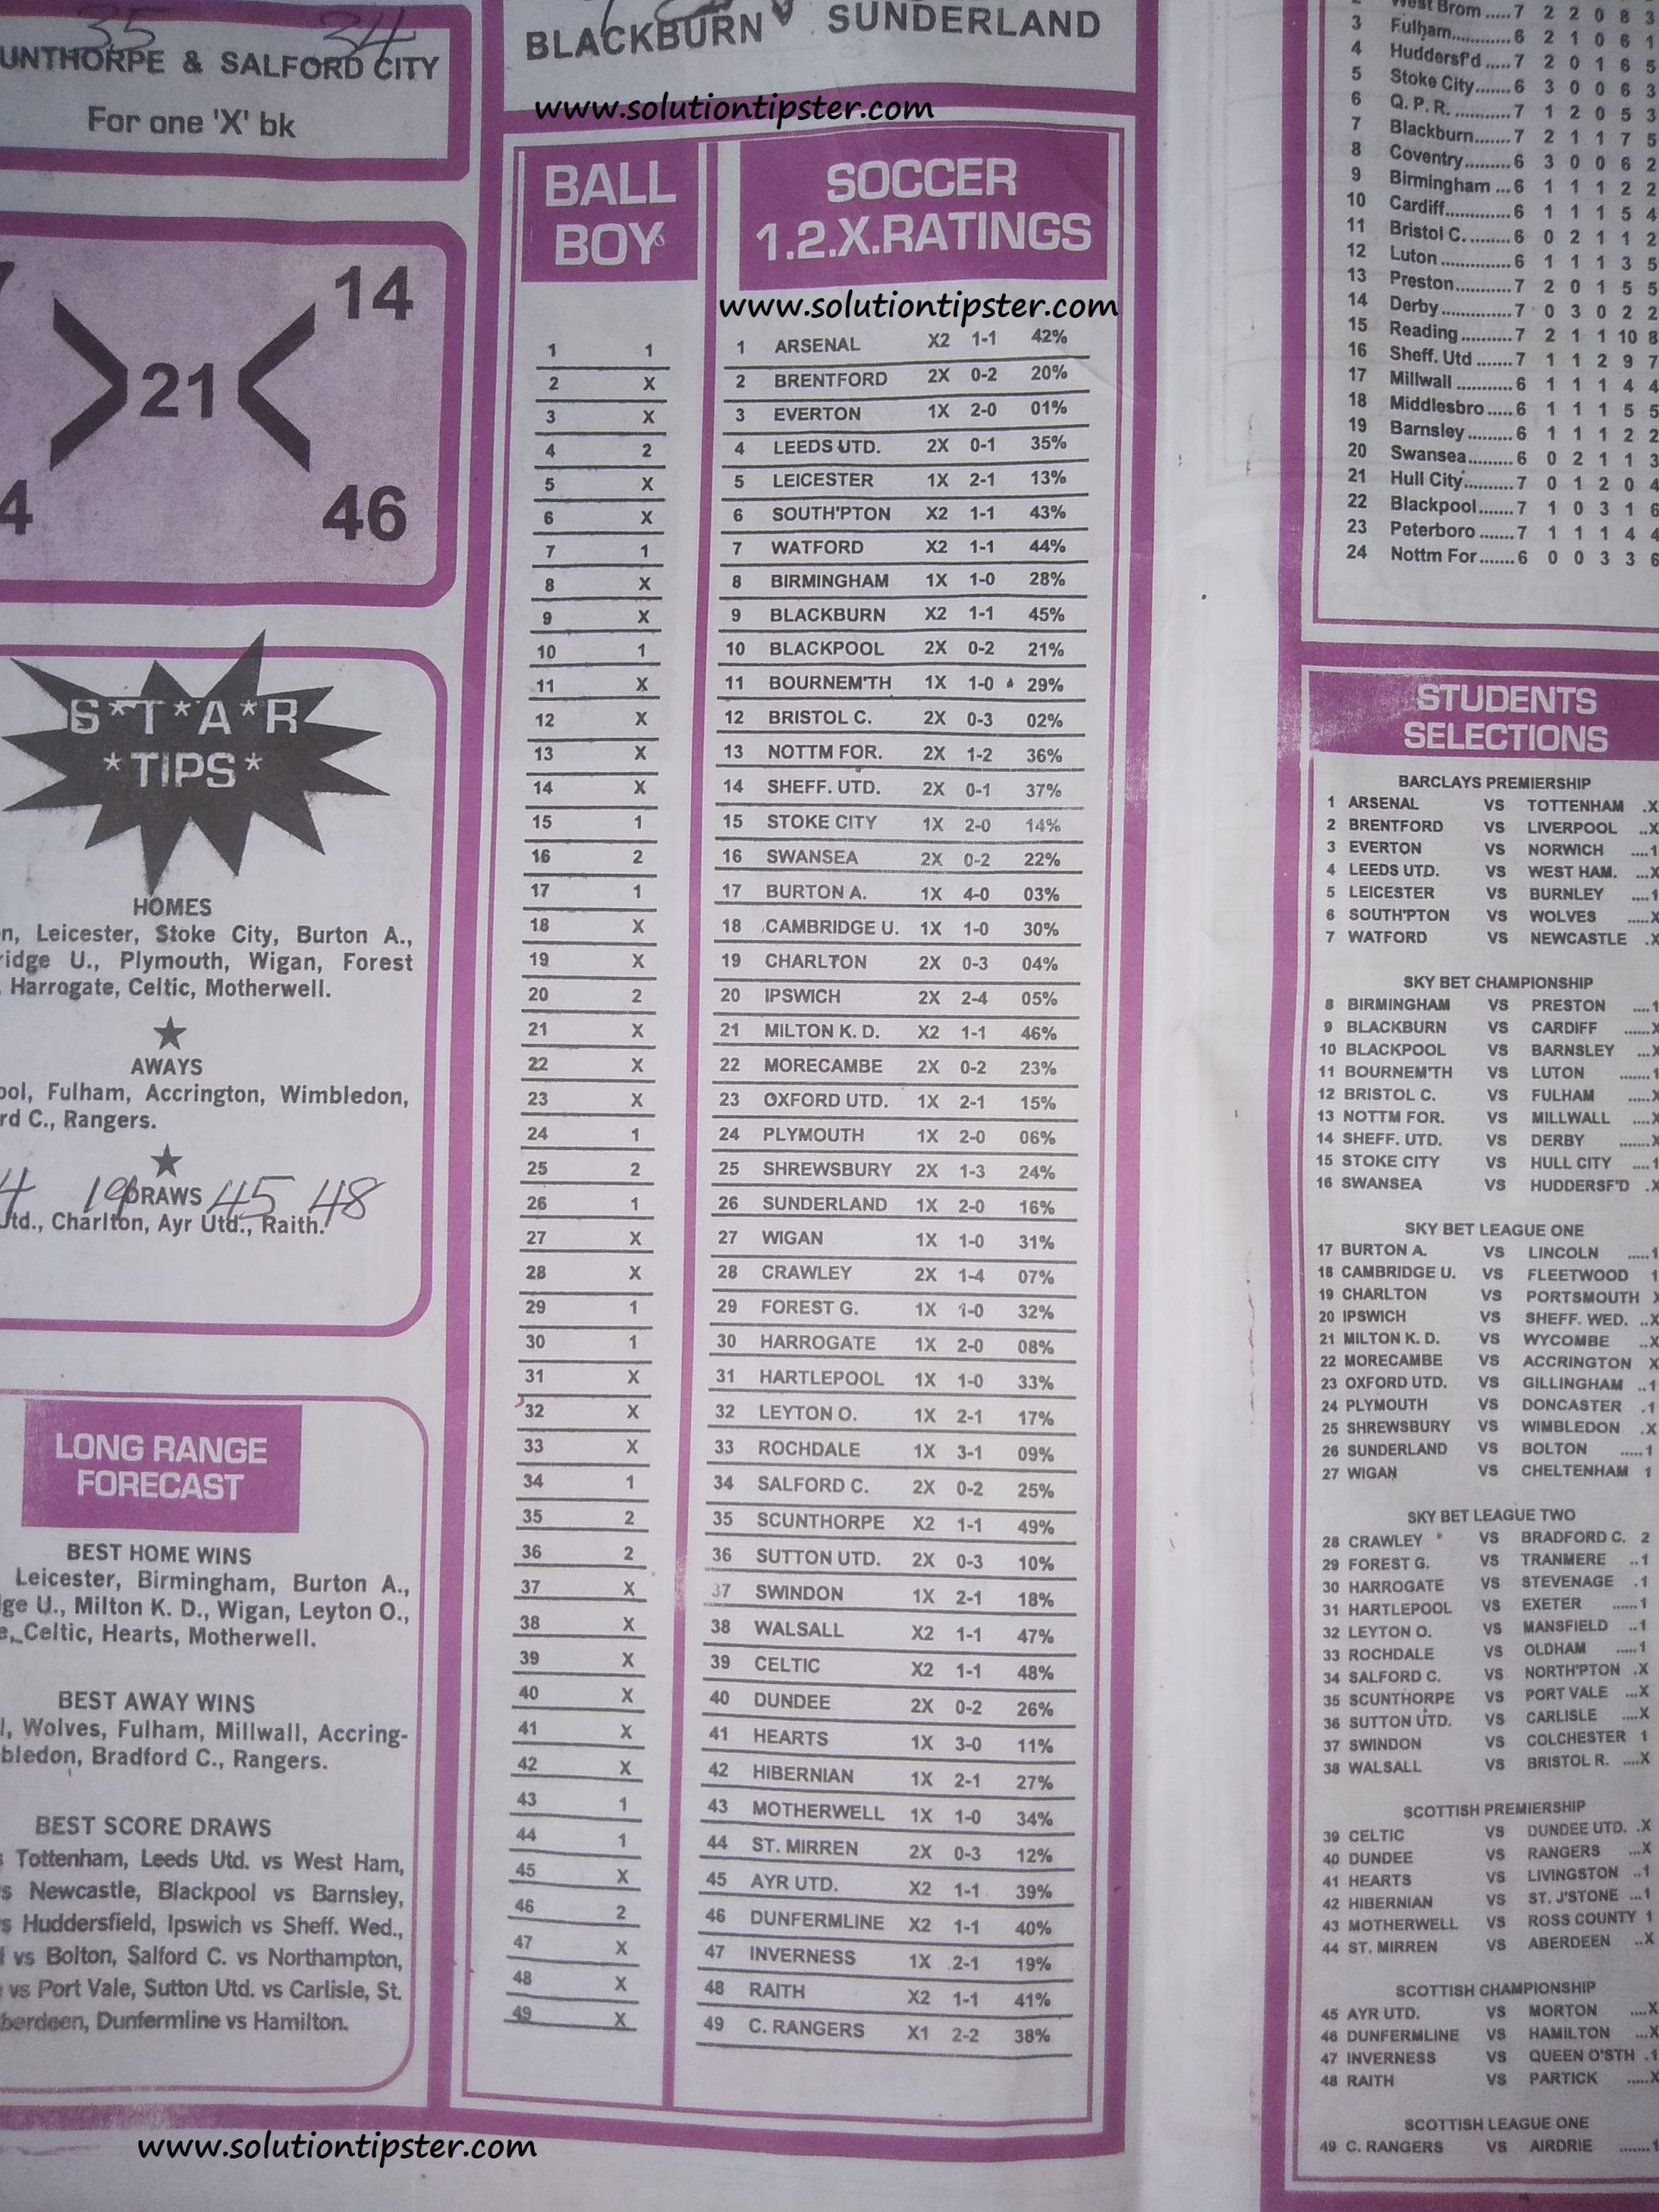 35 34
UNTHORPE & SALFORD CITY
For one 'X' bk
14
21
4
46
S*T*A*R
*TIPS*
HOMES
n, Leicester, Stoke City, Burton A.,
ridge U., Plymouth, Wigan, Forest
Harrogate, Celtic, Motherwell.
AWAYS
ool, Fulham, Accrington, Wimbledon,
rd C., Rangers.
4 19 45 48
DRAWS
Utd., Charlton, Ayr Utd., Raith.
LONG RANGE
FORECAST
BEST HOME WINS
Leicester, Birmingham, Burton A.,
ge U., Milton K. D., Wigan, Leyton O.,
e, Celtic, Hearts, Motherwell.
BEST AWAY WINS
l, Wolves, Fulham, Millwall, Accring-
bledon, Bradford C., Rangers.
BEST SCORE DRAWS
s Tottenham, Leeds Utd. vs West Ham,
s Newcastle, Blackpool vs Barnsley,
s Huddersfield, Ipswich vs Sheff. Wed.,
l vs Bolton, Salford C. vs Northampton,
vs Port Vale, Sutton Utd. vs Carlisle, St.
berdeen, Dunfermline vs Hamilton.
www.solutiontipster.com
BLACKBURN v SUNDERLAND
www.solutiontipster.com
BALL
BOY
1 1
2 X
3 X
4 2
5 X
6 X
7 1
8 X
9 X
10 1
11 X
12 X
13 X
14 X
15 1
16 2
17 1
18 X
19 X
20 2
21 X
22 X
23 X
24 1
25 2
26 1
27 X
28 X
29 1
30 1
31 X
32 X
33 X
34 1
35 2
36 2
37 X
38 X
39 X
40 X
41 X
42 X
43 1
44 1
45 X
46 2
47 X
48 X
49 X
SOCCER
1.2.X.RATINGS
www.solutiontipster.com
1 ARSENAL X2 1-1 42%
2 BRENTFORD 2X 0-2 20%
3 EVERTON 1X 2-0 01%
4 LEEDS UTD. 2X 0-1 35%
5 LEICESTER 1X 2-1 13%
6 SOUTH'PTON X2 1-1 43%
7 WATFORD X2 1-1 44%
8 BIRMINGHAM 1X 1-0 28%
9 BLACKBURN X2 1-1 45%
10 BLACKPOOL 2X 0-2 21%
11 BOURNEM'TH 1X 1-0 29%
12 BRISTOL C. 2X 0-3 02%
13 NOTTM FOR. 2X 1-2 36%
14 SHEFF. UTD. 2X 0-1 37%
15 STOKE CITY 1X 2-0 14%
16 SWANSEA 2X 0-2 22%
17 BURTON A. 1X 4-0 03%
18 CAMBRIDGE U. 1X 1-0 30%
19 CHARLTON 2X 0-3 04%
20 IPSWICH 2X 2-4 05%
21 MILTON K. D. X2 1-1 46%
22 MORECAMBE 2X 0-2 23%
23 OXFORD UTD. 1X 2-1 15%
24 PLYMOUTH 1X 2-0 06%
25 SHREWSBURY 2X 1-3 24%
26 SUNDERLAND 1X 2-0 16%
27 WIGAN 1X 1-0 31%
28 CRAWLEY 2X 1-4 07%
29 FOREST G. 1X 1-0 32%
30 HARROGATE 1X 2-0 08%
31 HARTLEPOOL 1X 1-0 33%
32 LEYTON O. 1X 2-1 17%
33 ROCHDALE 1X 3-1 09%
34 SALFORD C. 2X 0-2 25%
35 SCUNTHORPE X2 1-1 49%
36 SUTTON UTD. 2X 0-3 10%
37 SWINDON 1X 2-1 18%
38 WALSALL X2 1-1 47%
39 CELTIC X2 1-1 48%
40 DUNDEE 2X 0-2 26%
41 HEARTS 1X 3-0 11%
42 HIBERNIAN 1X 2-1 27%
43 MOTHERWELL 1X 1-0 34%
44 ST. MIRREN 2X 0-3 12%
45 AYR UTD. X2 1-1 39%
46 DUNFERMLINE X2 1-1 40%
47 INVERNESS 1X 2-1 19%
48 RAITH X2 1-1 41%
49 C. RANGERS X1 2-2 38%
West Brom .....7 2 2 0 8 3
3 Fulham...........6 2 1 0 6 1
4 Huddersf'd .....7 2 0 1 6 5
5 Stoke City.......6 3 0 0 6 3
6 Q. P. R. ...........7 1 2 0 5 3
7 Blackburn.......7 2 1 1 7 5
8 Coventry.........6 3 0 0 6 2
9 Birmingham ...6 1 1 1 2 2
10 Cardiff.............6 1 1 1 5 4
11 Bristol C. .........6 0 2 1 1 2
12 Luton ..............6 1 1 1 3 5
13 Preston...........7 2 0 1 5 5
14 Derby..............7 0 3 0 2 2
15 Reading..........7 2 1 1 10 8
16 Sheff. Utd .......7 1 1 2 9 7
17 Millwall ...........6 1 1 1 4 4
18 Middlesbro.....6 1 1 1 5 5
19 Barnsley .........6 1 1 1 2 2
20 Swansea.........6 0 2 1 1 3
21 Hull City..........7 0 1 2 0 4
22 Blackpool.......7 1 0 3 1 6
23 Peterboro .......7 1 1 1 4 4
24 Nottm For.......6 0 0 3 3 6
STUDENTS
SELECTIONS
BARCLAYS PREMIERSHIP
1 ARSENAL VS TOTTENHAM .X
2 BRENTFORD VS LIVERPOOL ..X
3 EVERTON VS NORWICH ....1
4 LEEDS UTD. VS WEST HAM. ...X
5 LEICESTER VS BURNLEY ....1
6 SOUTH'PTON VS WOLVES .....X
7 WATFORD VS NEWCASTLE .X
SKY BET CHAMPIONSHIP
8 BIRMINGHAM VS PRESTON ....1
9 BLACKBURN VS CARDIFF ......X
10 BLACKPOOL VS BARNSLEY ...X
11 BOURNEM'TH VS LUTON .......1
12 BRISTOL C. VS FULHAM .....X
13 NOTTM FOR. VS MILLWALL ....X
14 SHEFF. UTD. VS DERBY .......X
15 STOKE CITY VS HULL CITY ....1
16 SWANSEA VS HUDDERSF'D .X
SKY BET LEAGUE ONE
17 BURTON A. VS LINCOLN .....1
18 CAMBRIDGE U. VS FLEETWOOD 1
19 CHARLTON VS PORTSMOUTH X
20 IPSWICH VS SHEFF. WED. ..X
21 MILTON K. D. VS WYCOMBE ..X
22 MORECAMBE VS ACCRINGTON X
23 OXFORD UTD. VS GILLINGHAM ..1
24 PLYMOUTH VS DONCASTER .1
25 SHREWSBURY VS WIMBLEDON .X
26 SUNDERLAND VS BOLTON .....1
27 WIGAN VS CHELTENHAM 1
SKY BET LEAGUE TWO
28 CRAWLEY VS BRADFORD C. 2
29 FOREST G. VS TRANMERE ..1
30 HARROGATE VS STEVENAGE .1
31 HARTLEPOOL VS EXETER ......1
32 LEYTON O. VS MANSFIELD ..1
33 ROCHDALE VS OLDHAM .....1
34 SALFORD C. VS NORTH'PTON .X
35 SCUNTHORPE VS PORT VALE ...X
36 SUTTON UTD. VS CARLISLE ....X
37 SWINDON VS COLCHESTER 1
38 WALSALL VS BRISTOL R. ....X
SCOTTISH PREMIERSHIP
39 CELTIC VS DUNDEE UTD. .X
40 DUNDEE VS RANGERS ...X
41 HEARTS VS LIVINGSTON ..1
42 HIBERNIAN VS ST. J'STONE ...1
43 MOTHERWELL VS ROSS COUNTY 1
44 ST. MIRREN VS ABERDEEN ..X
SCOTTISH CHAMPIONSHIP
45 AYR UTD. VS MORTON ....X
46 DUNFERMLINE VS HAMILTON ...X
47 INVERNESS VS QUEEN O'STH .1
48 RAITH VS PARTICK .....X
SCOTTISH LEAGUE ONE
49 C. RANGERS VS AIRDRIE .......1